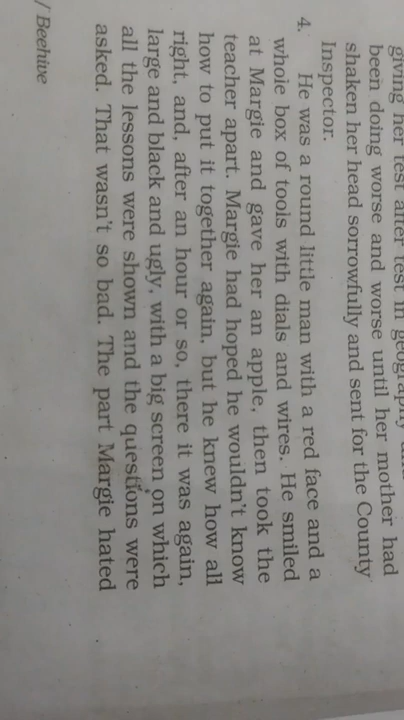 giving her test after test in geography
been doing worse and worse until her mother had
shaken her head sorrowfully and sent for the County
Inspector.
4. He was a round little man with a red face and a
whole box of tools with dials and wires. He smiled
at Margie and gave her an apple, then took the
teacher apart. Margie had hoped he wouldn't know
how to put it together again, but he knew how all
right, and, after an hour or so, there it was again,
large and black and ugly, with a big screen on which
all the lessons were shown and the questions were
asked. That wasn't so bad. The part Margie hated
/ Beehive